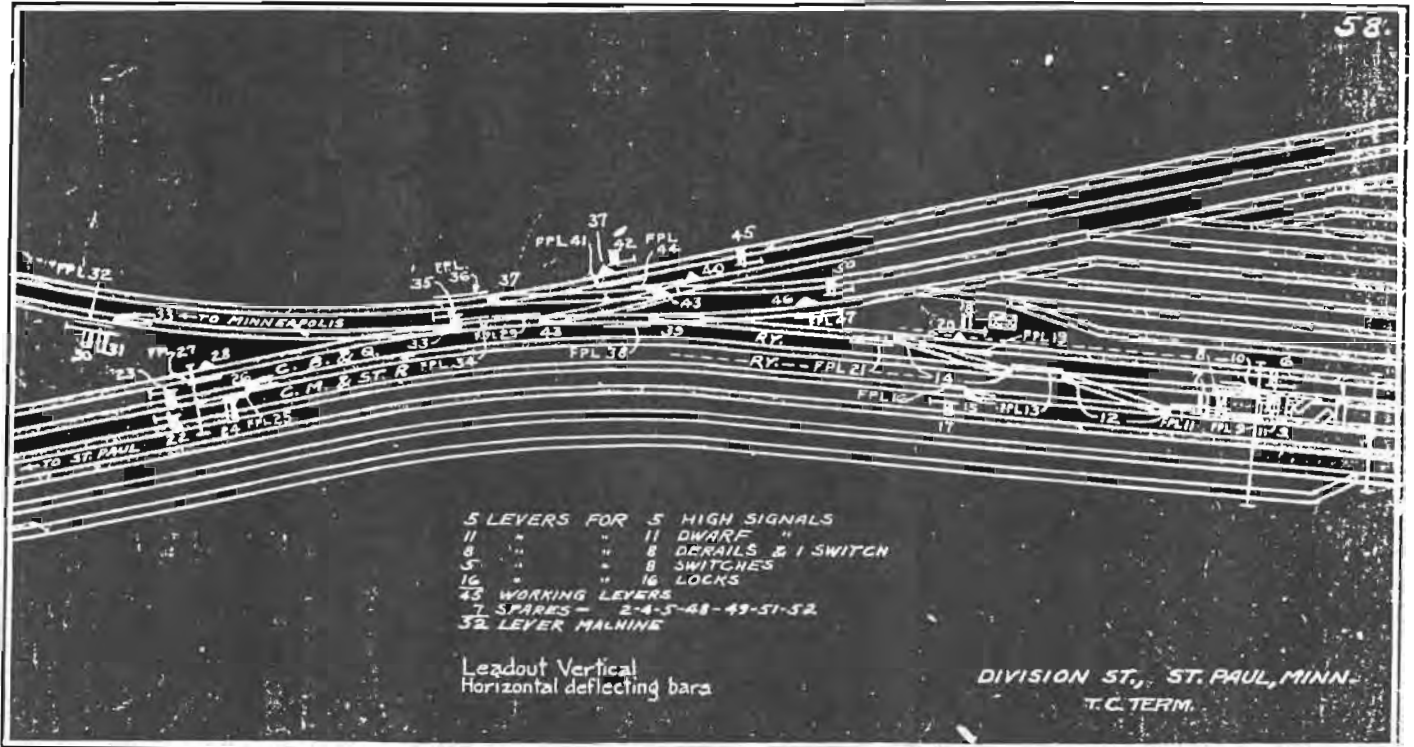 58.
37
FPL 41
42
FPL
44
45
FPL
36
37
35
40
50
43
46
FPL 47
FPL 32
33
←TO MINNEAPOLIS
30
31
33
FPL 29
43
39
FPL 38
RY.
RY.
FPL 21
20
FPL 19
27
28
C. B. & Q.
C. M. & ST. P.
FPL 34
23
26
22
24
FPL 25
←TO ST. PAUL
14
15
17
FPL 13
12
FPL 11
8
10
6
FPL 9
5 LEVERS FOR 5 HIGH SIGNALS
11 " " 11 DWARF "
8 " " 8 DERAILS & 1 SWITCH
5 " " 8 SWITCHES
16 " " 16 LOCKS
45 WORKING LEVERS
7 SPARES - 2-4-5-48-49-51-52
52 LEVER MACHINE
Leadout Vertical
Horizontal deflecting bars
DIVISION ST., ST. PAUL, MINN.
T.C. TERM.